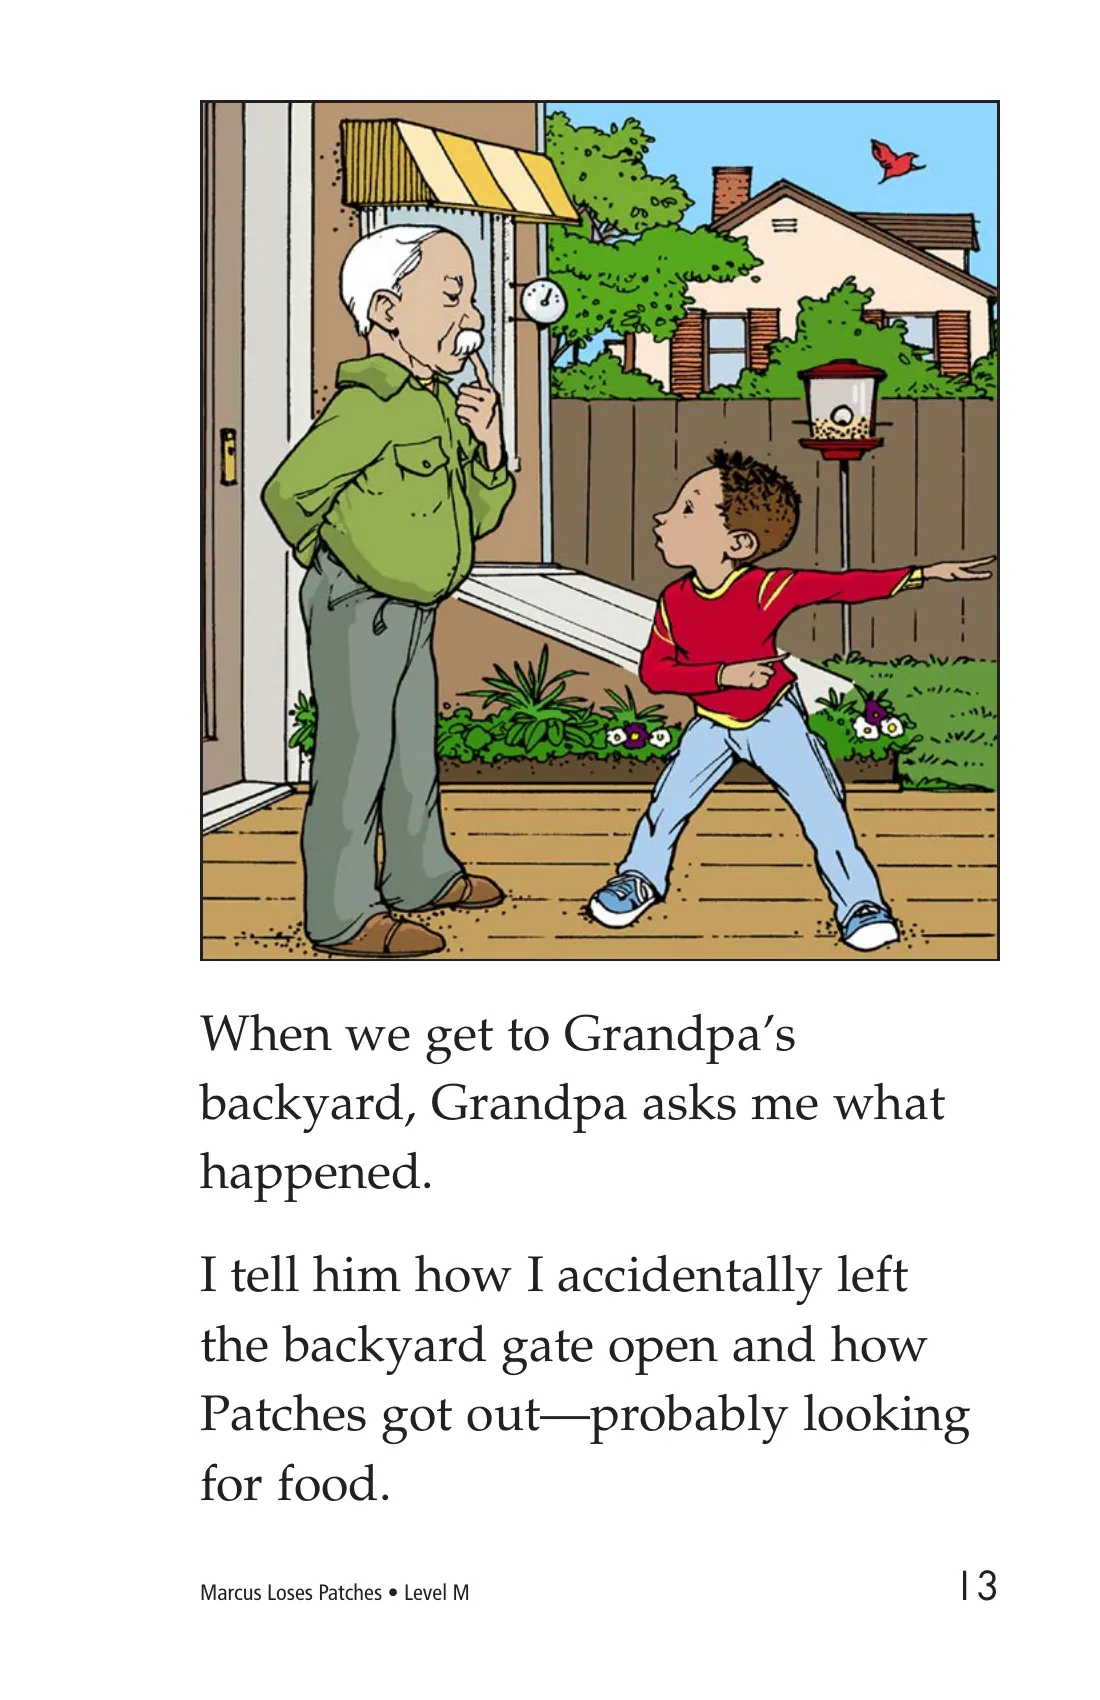 When we get to Grandpa’s
backyard, Grandpa asks me what
happened.
I tell him how I accidentally left
the backyard gate open and how
Patches got out—probably looking
for food.
Marcus Loses Patches • Level M
13